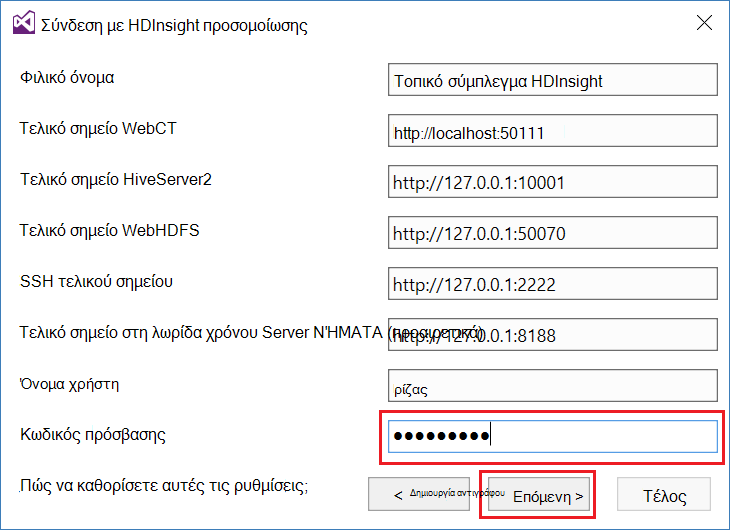 Σύνδεση με HDInsight προσομοίωσης
Φιλικό όνομα
Τοπικό σύμπλεγμα HDInsight
Τελικό σημείο WebCT
http://localhost:50111
Τελικό σημείο HiveServer2
http://127.0.0.1:10001
Τελικό σημείο WebHDFS
http://127.0.0.1:50070
SSH τελικού σημείου
http://127.0.0.1:2222
Τελικό σημείο στη λωρίδα χρόνου Server Ν'ΗΜΑΤΑ (προαιρετικά)
http://127.0.0.1:8188
Όνομα χρήστη
ρίζας
Κωδικός πρόσβασης
●●●●●●●●●
Πώς να καθορίσετε αυτές τις ρυθμίσεις;
< Δημιουργία αντιγράφου
Επόμενη >
Τέλος